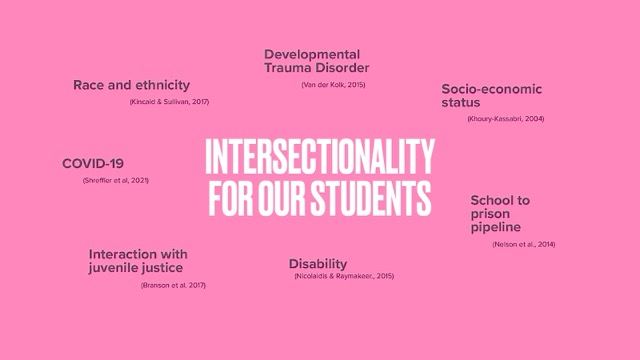 Developmental
Trauma Disorder
(Van der Kolk, 2015)
Race and ethnicity
(Kincaid & Sullivan, 2017)
Socio-economic
status
(Khoury-Kassabri, 2004)
INTERSECTIONALITY
FOR OUR STUDENTS
COVID-19
(Shreffler et al, 2021)
School to
prison
pipeline
(Nelson et al., 2014)
Interaction with
juvenile justice
(Branson et al. 2017)
Disability
(Nicolaidis & Raymakeer., 2015)